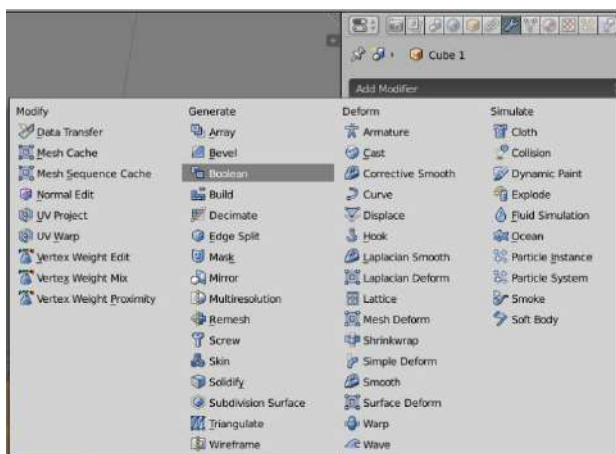 Cube 1
Add Modifier
Modify
Data Transfer
Mesh Cache
Mesh Sequence Cache
Normal Edit
UV Project
UV Warp
Vertex Weight Edit
Vertex Weight Mix
Vertex Weight Proximity
Generate
Array
Bevel
Boolean
Build
Decimate
Edge Split
Mask
Mirror
Multiresolution
Remesh
Screw
Skin
Solidify
Subdivision Surface
Triangulate
Wireframe
Deform
Armature
Cast
Corrective Smooth
Curve
Displace
Hook
Laplacian Smooth
Laplacian Deform
Lattice
Mesh Deform
Shrinkwrap
Simple Deform
Smooth
Surface Deform
Warp
Wave
Simulate
Cloth
Collision
Dynamic Paint
Explode
Fluid Simulation
Ocean
Particle Instance
Particle System
Smoke
Soft Body